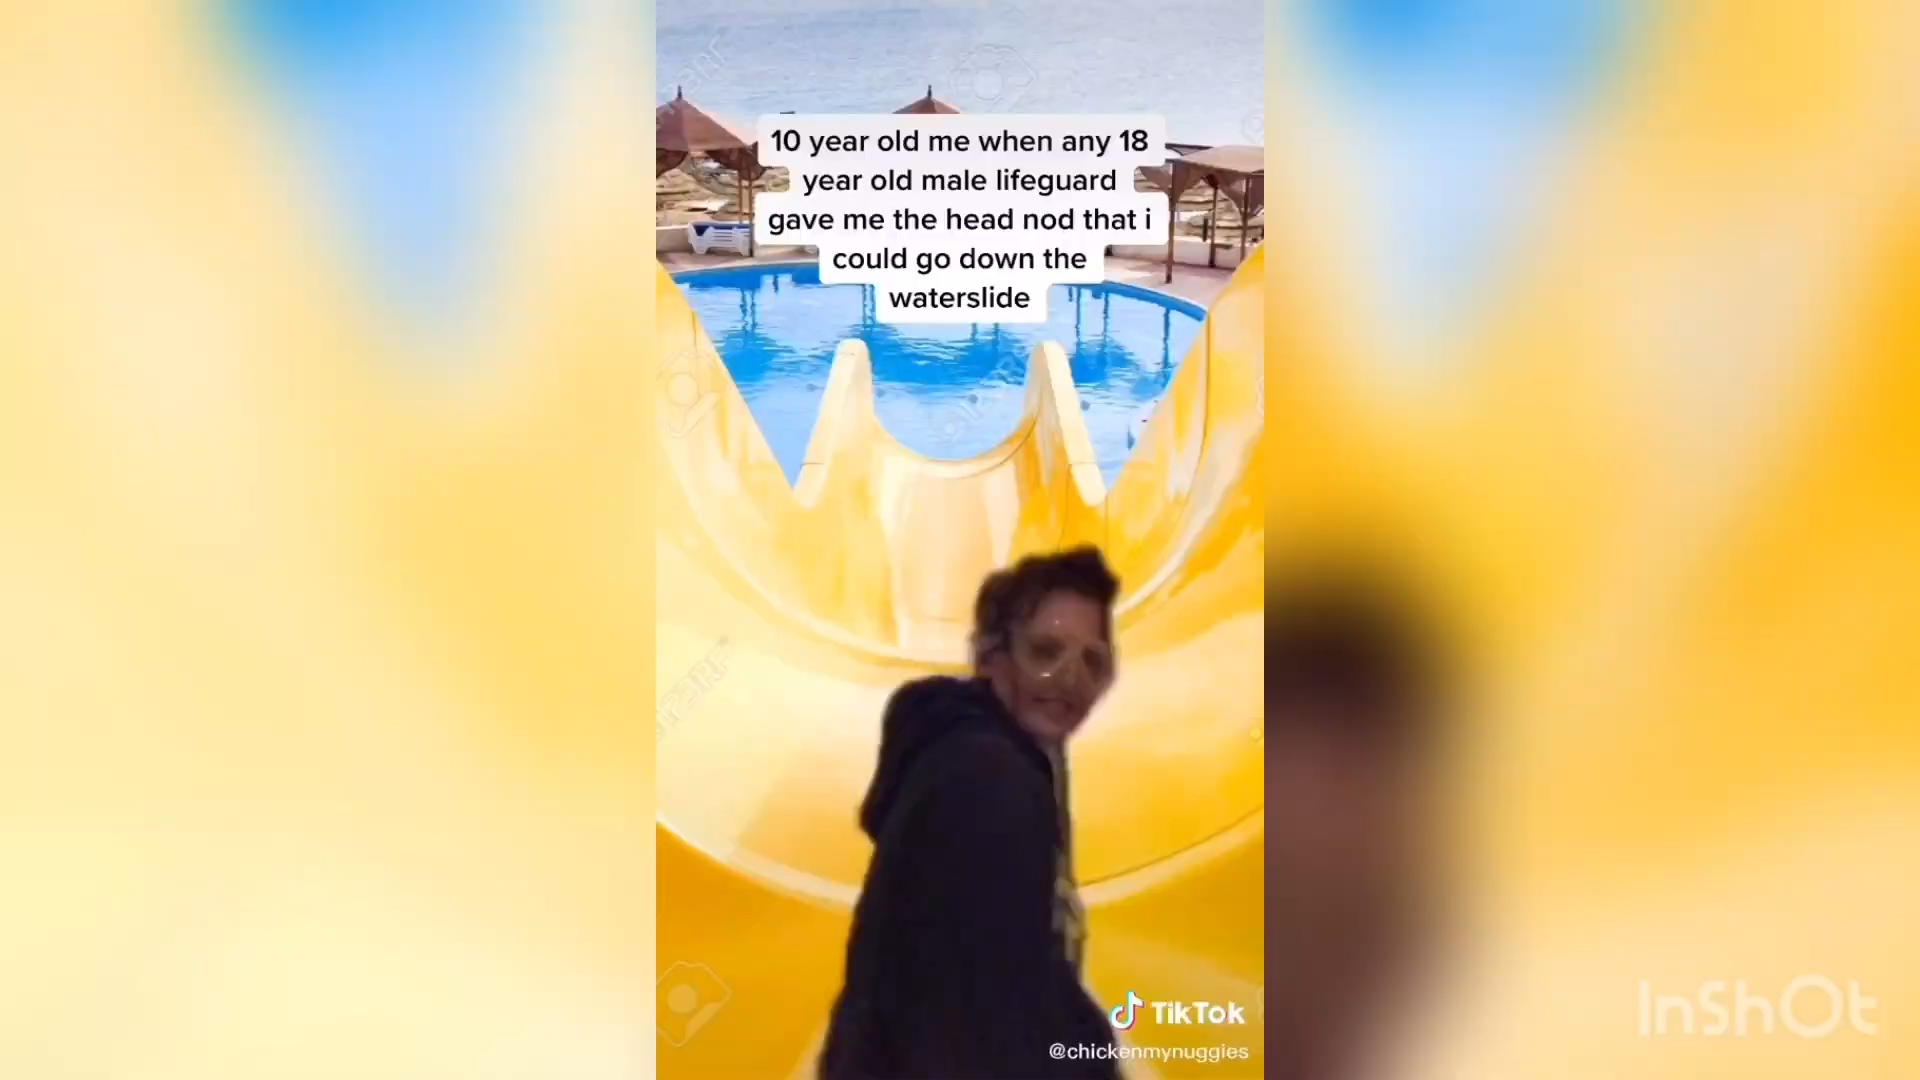 10 year old me when any 18
year old male lifeguard
gave me the head nod that i
could go down the
waterslide
TikTok
@chickenmynuggies
InShOt